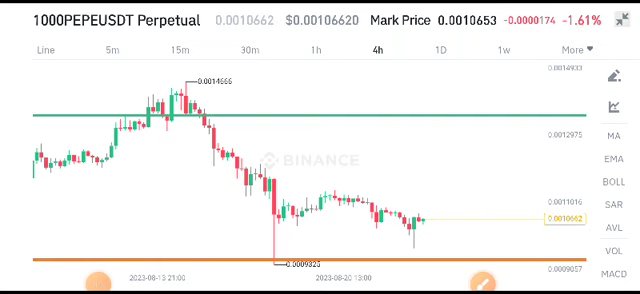 1000PEPEUSDT Perpetual 0.0010662 $0.00106620 Mark Price 0.0010653 -0.0000174 -1.61%
Line 5m 15m 30m 1h 4h 1D 1w More
0.0014933
0.0014666
0.0012975
MA
BINANCE
EMA
BOLL
0.0011016
SAR
0.0010662
AVL
VOL
0.0009325
0.0009057
MACD
2023-08-13 21:00 2023-08-20 13:00